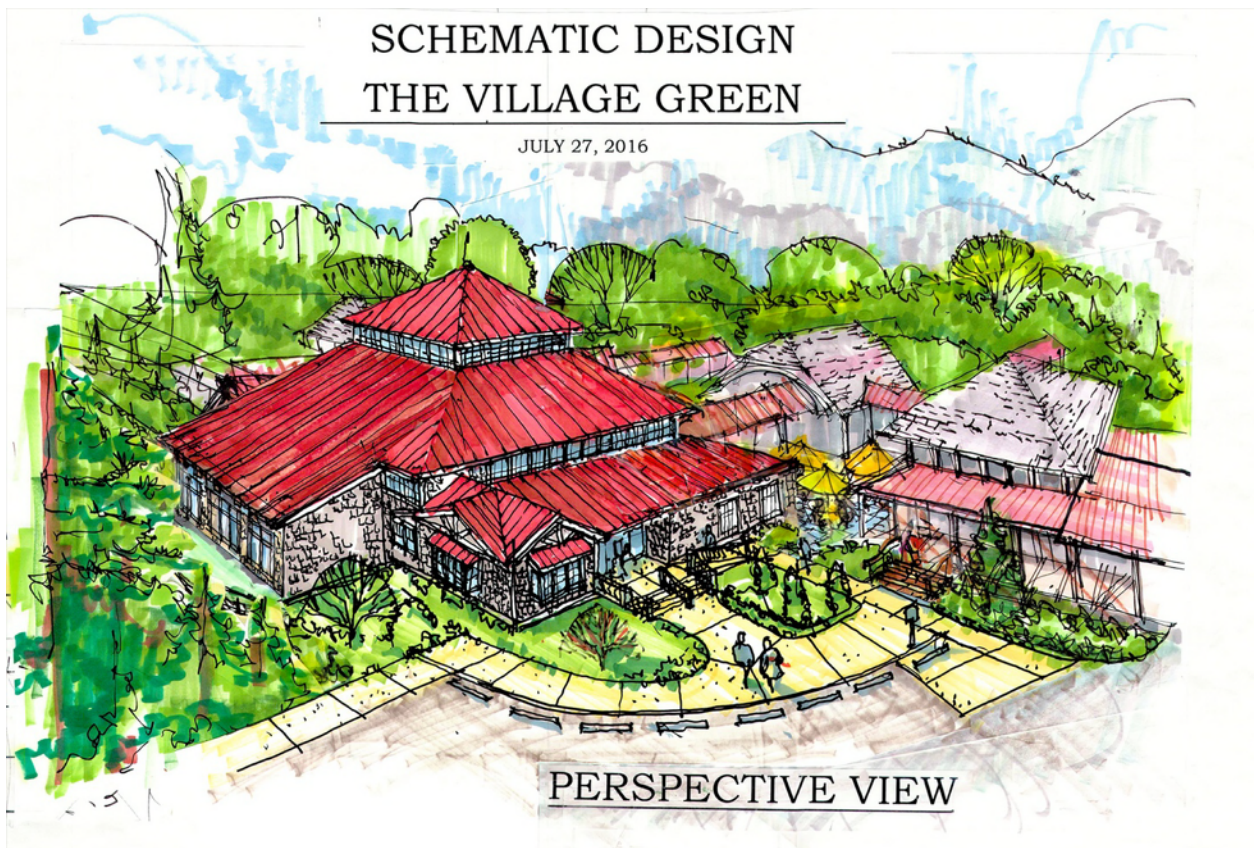 SCHEMATIC DESIGN
THE VILLAGE GREEN
JULY 27, 2016
PERSPECTIVE VIEW